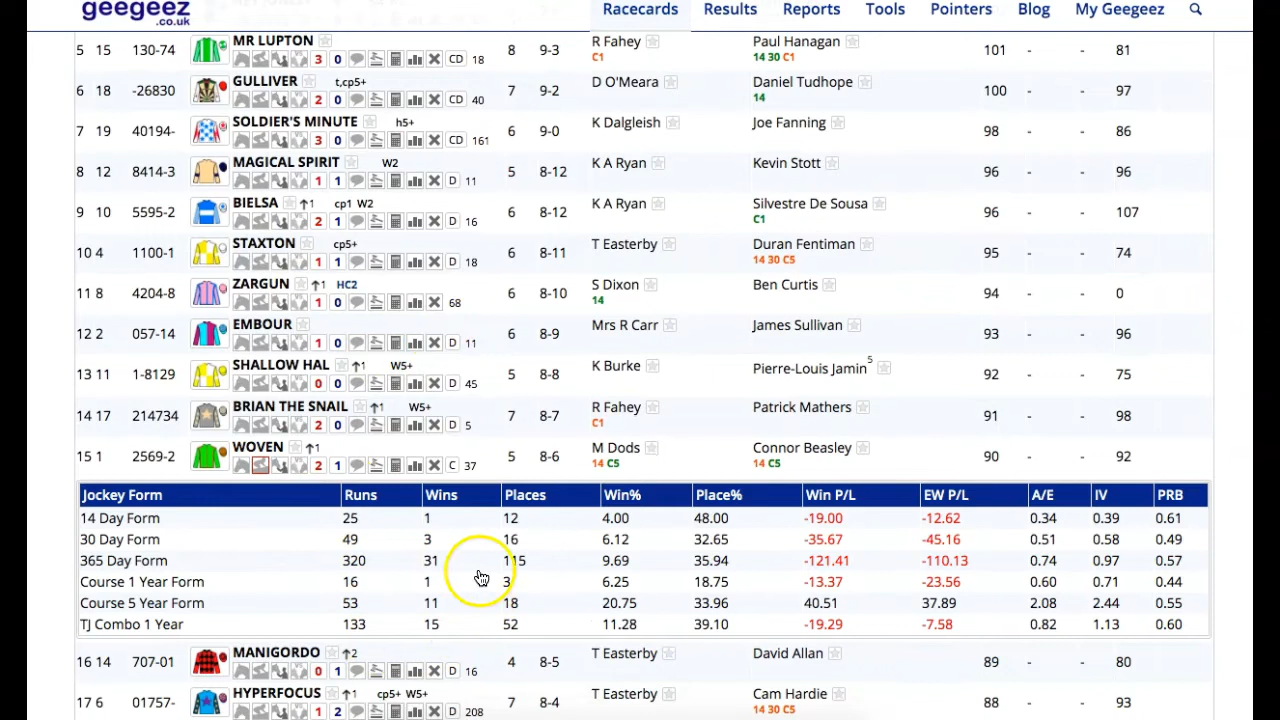 geegeez
.co.uk
Racecards Results Reports Tools Pointers Blog My Geegeez
5 15 130-74 MR LUPTON 3 0 CD 18 8 9-3 R Fahey C1 Paul Hanagan 14 30 C1 101 - - 81
6 18 -26830 GULLIVER t,cp5+ 2 0 CD 40 7 9-2 D O'Meara Daniel Tudhope 14 100 - - 97
7 19 40194- SOLDIER'S MINUTE h5+ 3 0 CD 161 6 9-0 K Dalgleish Joe Fanning 98 - - 86
8 12 8414-3 MAGICAL SPIRIT W2 1 1 D 11 5 8-12 K A Ryan Kevin Stott 96 - - 96
9 10 5595-2 BIELSA ↑1 cp1 W2 2 1 D 16 6 8-12 K A Ryan Silvestre De Sousa C1 96 - - 107
10 4 1100-1 STAXTON cp5+ 1 1 D 18 6 8-11 T Easterby Duran Fentiman 14 30 C5 95 - - 74
11 8 4204-8 ZARGUN ↑1 HC2 1 0 D 68 6 8-10 S Dixon 14 Ben Curtis 94 - - 0
12 2 057-14 EMBOUR 1 0 D 11 6 8-9 Mrs R Carr James Sullivan 93 - - 96
13 11 1-8129 SHALLOW HAL ↑1 W5+ 0 0 D 45 5 8-8 K Burke Pierre-Louis Jamin 5 92 - - 75
14 17 214734 BRIAN THE SNAIL ↑1 W5+ 2 0 D 5 7 8-7 R Fahey C1 Patrick Mathers 91 - - 98
15 1 2569-2 WOVEN ↑1 2 1 C 37 5 8-6 M Dods 14 C5 Connor Beasley 14 C5 90 - - 92
Jockey Form Runs Wins Places Win% Place% Win P/L EW P/L A/E IV PRB
14 Day Form 25 1 12 4.00 48.00 -19.00 -12.62 0.34 0.39 0.61
30 Day Form 49 3 16 6.12 32.65 -35.67 -45.16 0.51 0.58 0.49
365 Day Form 320 31 115 9.69 35.94 -121.41 -110.13 0.74 0.97 0.57
Course 1 Year Form 16 1 3 6.25 18.75 -13.37 -23.56 0.60 0.71 0.44
Course 5 Year Form 53 11 18 20.75 33.96 40.51 37.89 2.08 2.44 0.55
TJ Combo 1 Year 133 15 52 11.28 39.10 -19.29 -7.58 0.82 1.13 0.60
16 14 707-01 MANIGORDO ↑2 0 1 D 16 4 8-5 T Easterby David Allan 89 - - 80
17 6 01757- HYPERFOCUS ↑1 cp5+ W5+ 1 2 D 208 7 8-4 T Easterby Cam Hardie 14 30 C5 88 - - 93